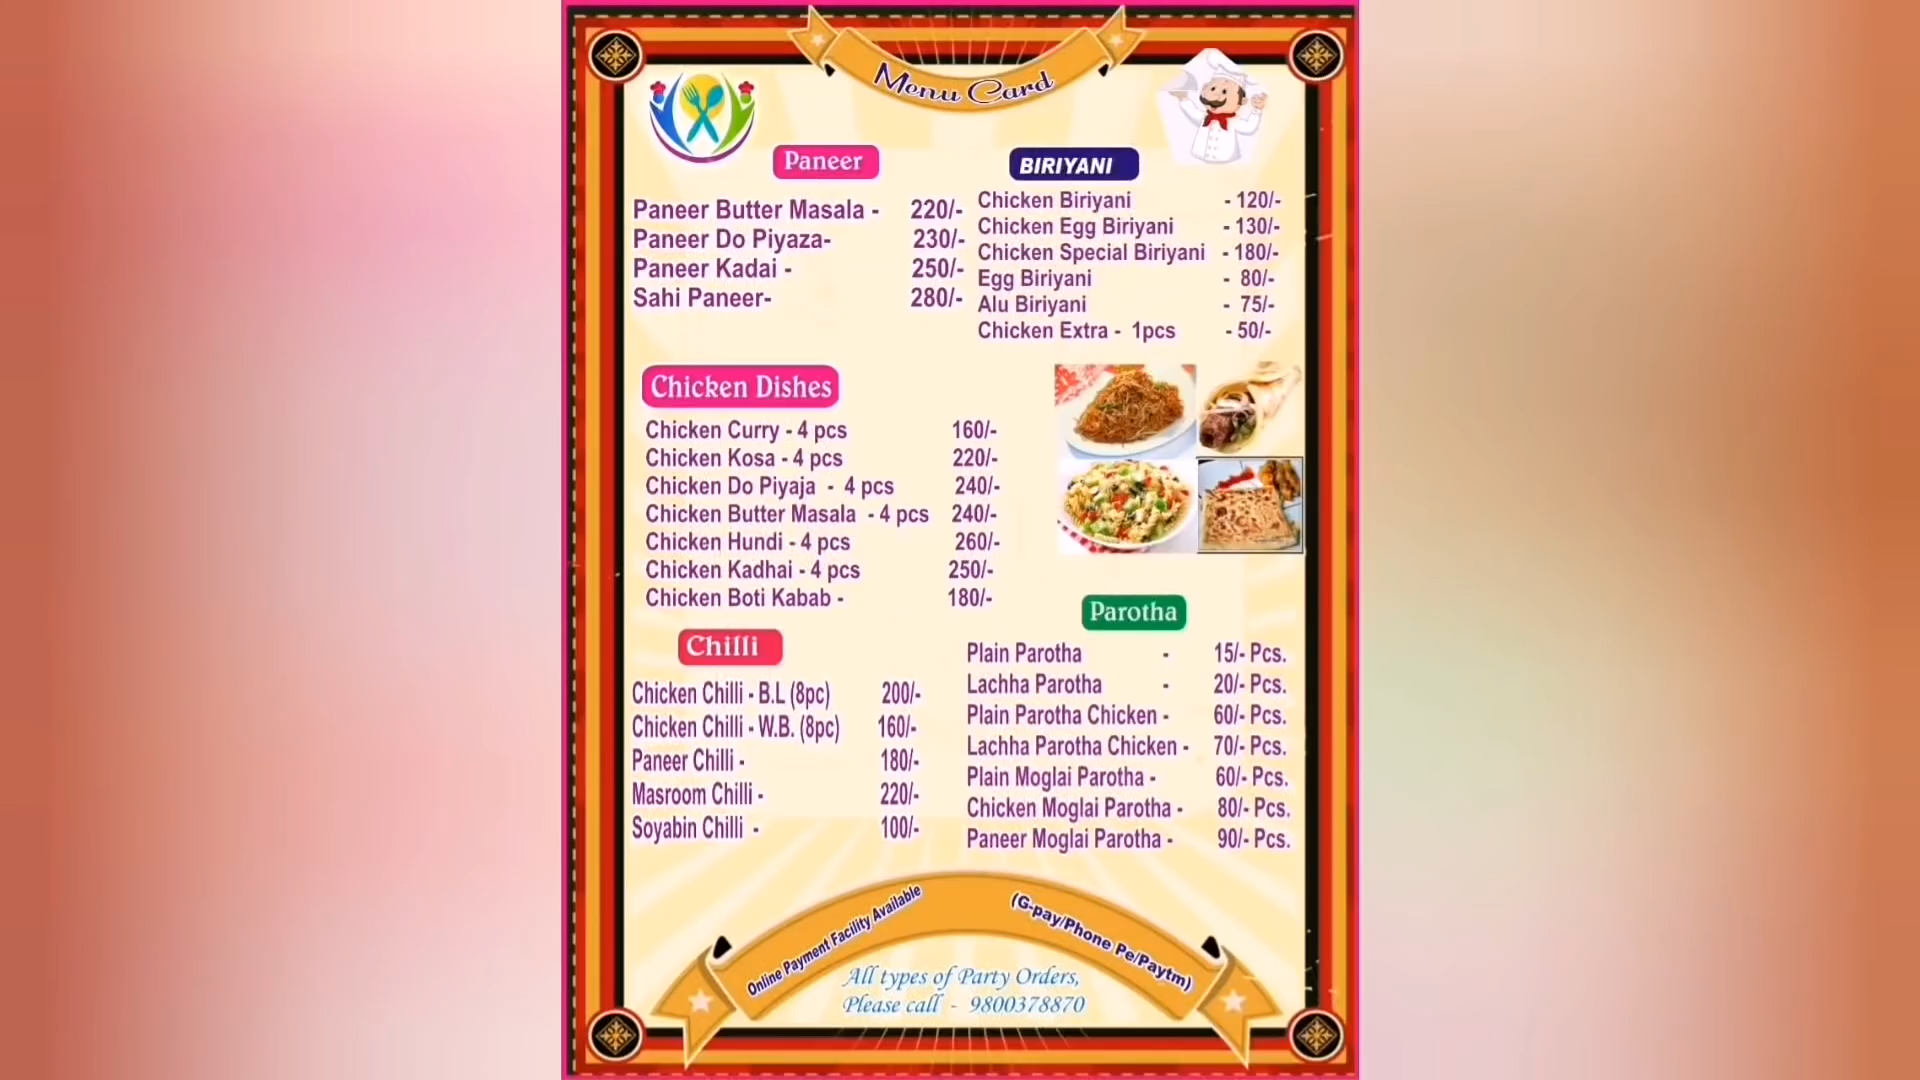 Menu Card
Paneer
Paneer Butter Masala - 220/-
Paneer Do Piyaza- 230/-
Paneer Kadai - 250/-
Sahi Paneer- 280/-
BIRIYANI
Chicken Biriyani - 120/-
Chicken Egg Biriyani - 130/-
Chicken Special Biriyani - 180/-
Egg Biriyani - 80/-
Alu Biriyani - 75/-
Chicken Extra - 1pcs - 50/-
Chicken Dishes
Chicken Curry - 4 pcs 160/-
Chicken Kosa - 4 pcs 220/-
Chicken Do Piyaja - 4 pcs 240/-
Chicken Butter Masala - 4 pcs 240/-
Chicken Hundi - 4 pcs 260/-
Chicken Kadhai - 4 pcs 250/-
Chicken Boti Kabab - 180/-
Chilli
Chicken Chilli - B.L (8pc) 200/-
Chicken Chilli - W.B. (8pc) 160/-
Paneer Chilli - 180/-
Masroom Chilli - 220/-
Soyabin Chilli - 100/-
Parotha
Plain Parotha - 15/- Pcs.
Lachha Parotha - 20/- Pcs.
Plain Parotha Chicken - 60/- Pcs.
Lachha Parotha Chicken - 70/- Pcs.
Plain Moglai Parotha - 60/- Pcs.
Chicken Moglai Parotha - 80/- Pcs.
Paneer Moglai Parotha - 90/- Pcs.
Online Payment Facility Available (G-pay/Phone Pe/Paytm)
All types of Party Orders,
Please call - 9800378870